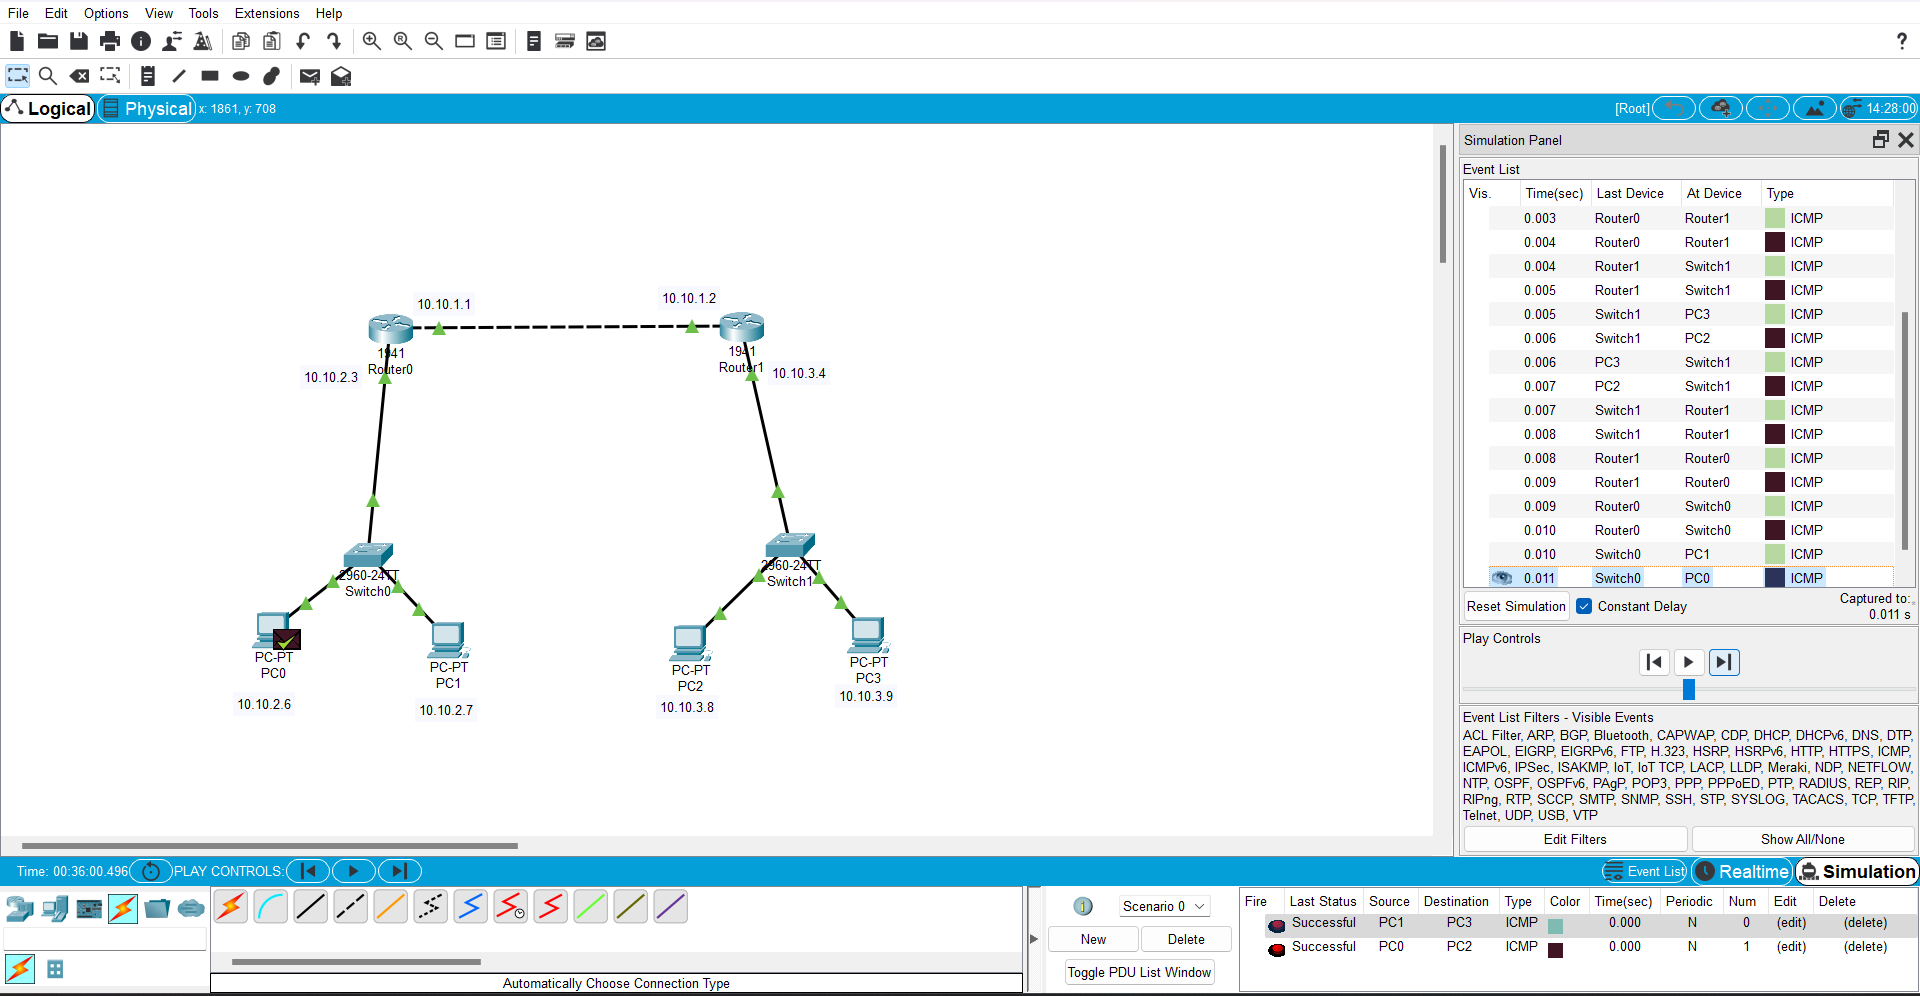 File Edit Options View Tools Extensions Help
?
Logical Physical x: 1861, y: 708 [Root] 14:28:00
Simulation Panel
Event List
Vis. Time(sec) Last Device At Device Type
0.003 Router0 Router1 ICMP
0.004 Router0 Router1 ICMP
0.004 Router1 Switch1 ICMP
0.005 Router1 Switch1 ICMP
0.005 Switch1 PC3 ICMP
0.006 Switch1 PC2 ICMP
0.006 PC3 Switch1 ICMP
0.007 PC2 Switch1 ICMP
0.007 Switch1 Router1 ICMP
0.008 Switch1 Router1 ICMP
0.008 Router1 Router0 ICMP
0.009 Router1 Router0 ICMP
0.009 Router0 Switch0 ICMP
0.010 Router0 Switch0 ICMP
0.010 Switch0 PC1 ICMP
0.011 Switch0 PC0 ICMP
Reset Simulation Constant Delay Captured to:
0.011 s
Play Controls
Event List Filters - Visible Events
ACL Filter, ARP, BGP, Bluetooth, CAPWAP, CDP, DHCP, DHCPv6, DNS, DTP,
EAPOL, EIGRP, EIGRPv6, FTP, H.323, HSRP, HSRPv6, HTTP, HTTPS, ICMP,
ICMPv6, IPSec, ISAKMP, IoT, IoT TCP, LACP, LLDP, Meraki, NDP, NETFLOW,
NTP, OSPF, OSPFv6, PAgP, POP3, PPP, PPPoED, PTP, RADIUS, REP, RIP,
RIPng, RTP, SCCP, SMTP, SNMP, SSH, STP, SYSLOG, TACACS, TCP, TFTP,
Telnet, UDP, USB, VTP
Edit Filters Show All/None
10.10.1.1
10.10.1.2
1941
Router0
10.10.2.3
1941
Router1
10.10.3.4
2960-24TT
Switch0
2960-24TT
Switch1
PC-PT
PC0
10.10.2.6
PC-PT
PC1
10.10.2.7
PC-PT
PC2
10.10.3.8
PC-PT
PC3
10.10.3.9
Time: 00:36:00.496 PLAY CONTROLS: Event List Realtime Simulation
Automatically Choose Connection Type
Scenario 0
New Delete
Toggle PDU List Window
Fire Last Status Source Destination Type Color Time(sec) Periodic Num Edit Delete
Successful PC1 PC3 ICMP 0.000 N 0 (edit) (delete)
Successful PC0 PC2 ICMP 0.000 N 1 (edit) (delete)